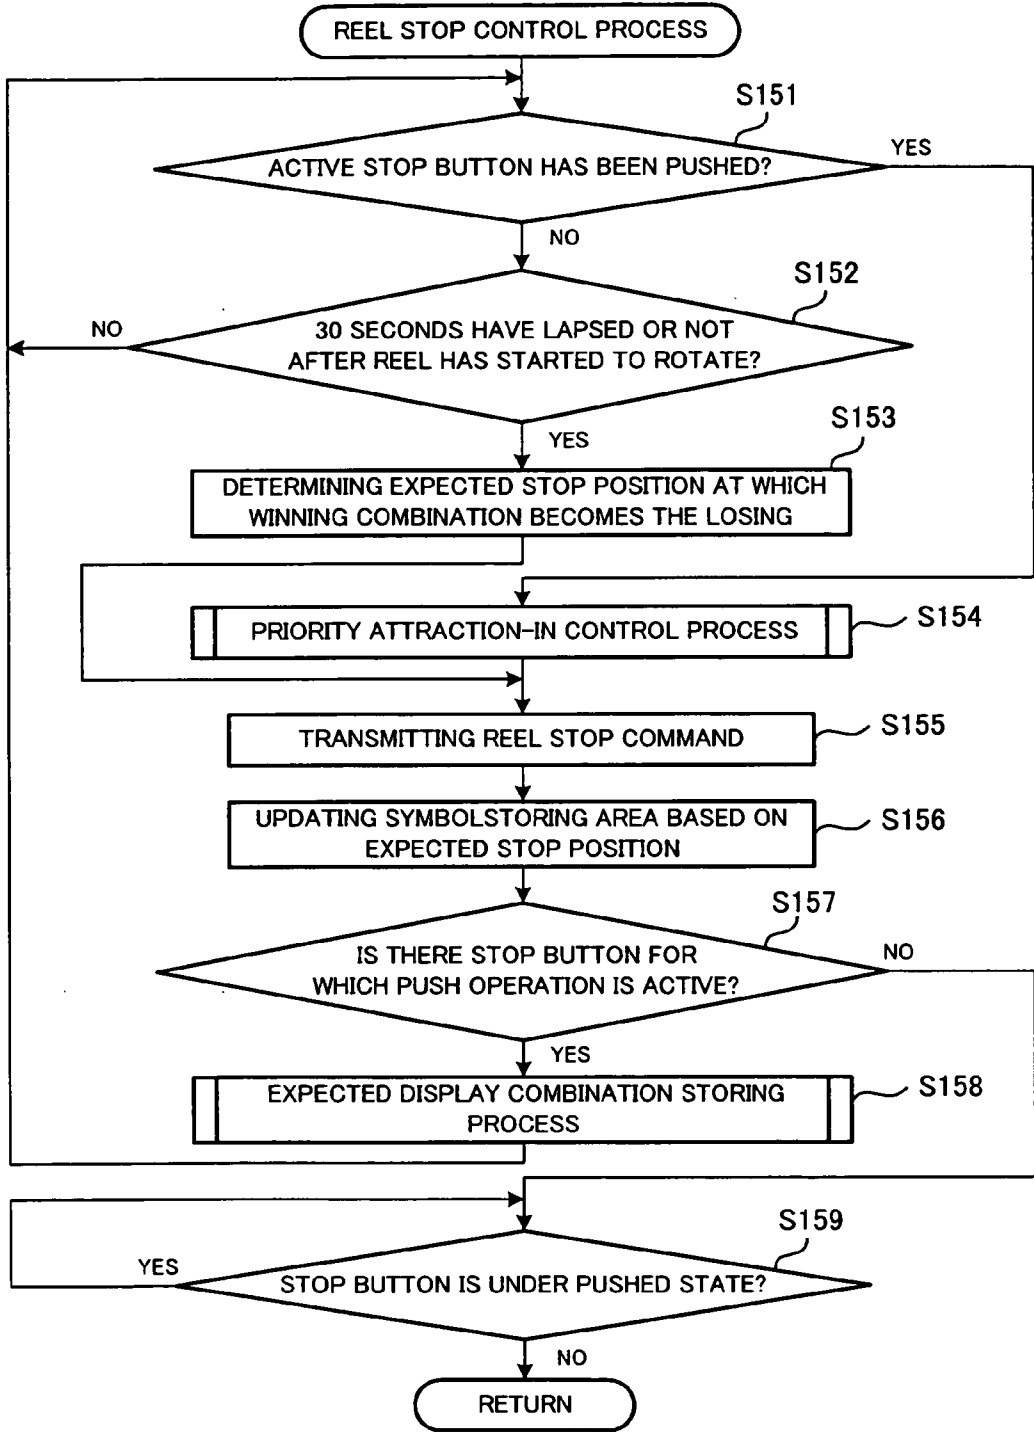 REEL STOP CONTROL PROCESS
S151
ACTIVE STOP BUTTON HAS BEEN PUSHED?
YES
NO
S152
30 SECONDS HAVE LAPSED OR NOT
AFTER REEL HAS STARTED TO ROTATE?
NO
YES
S153
DETERMINING EXPECTED STOP POSITION AT WHICH
WINNING COMBINATION BECOMES THE LOSING
PRIORITY ATTRACTION-IN CONTROL PROCESS
S154
TRANSMITTING REEL STOP COMMAND
S155
UPDATING SYMBOLSTORING AREA BASED ON
EXPECTED STOP POSITION
S156
S157
IS THERE STOP BUTTON FOR
WHICH PUSH OPERATION IS ACTIVE?
NO
YES
EXPECTED DISPLAY COMBINATION STORING
PROCESS
S158
S159
YES
STOP BUTTON IS UNDER PUSHED STATE?
NO
RETURN